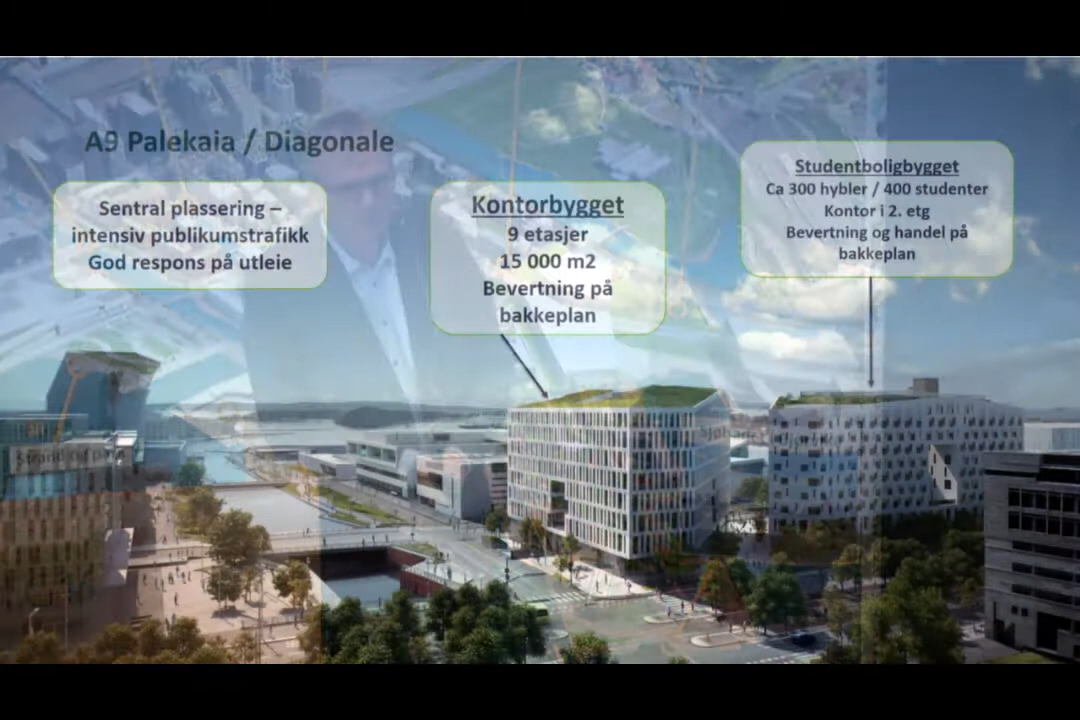 A9 Palekaia / Diagonale
Sentral plassering –
intensiv publikumstrafikk
God respons på utleie
Kontorbygget
9 etasjer
15 000 m2
Bevertning på
bakkeplan
Studentboligbygget
Ca 300 hybler / 400 studenter
Kontor i 2. etg
Bevertning og handel på
bakkeplan